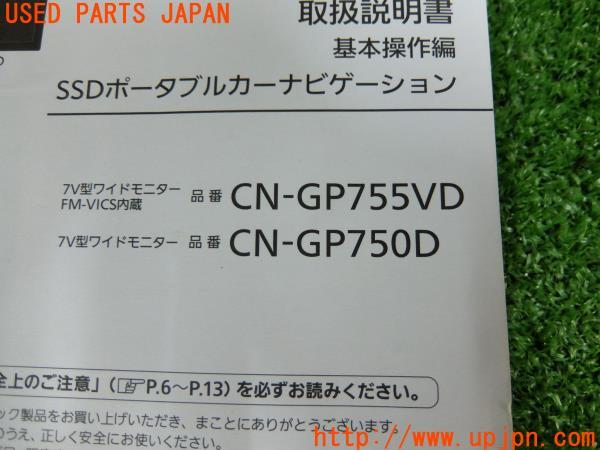 USED PARTS JAPAN
取扱説明書
基本操作編
SSDポータブルカーナビゲーション
7V型ワイドモニター
FM-VICS内蔵
品番 CN-GP755VD
7V型ワイドモニター 品番 CN-GP750D
全上のご注意」(P.6~P.13)を必ずお読みください。
ック製品をお買い上げいただき、まことにありがとうございます。
のうえ、正しく安全にお使いください。
http://www.upjpn.com/